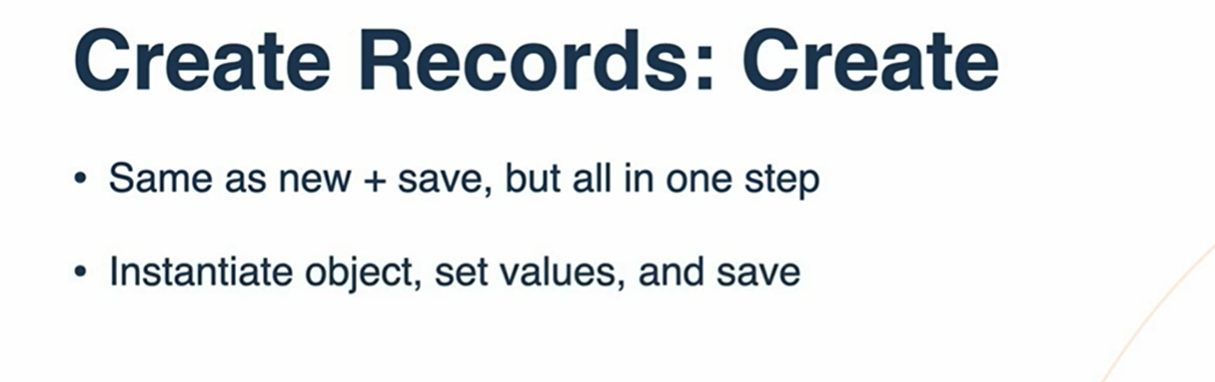 Create Records: Create
• Same as new + save, but all in one step
• Instantiate object, set values, and save